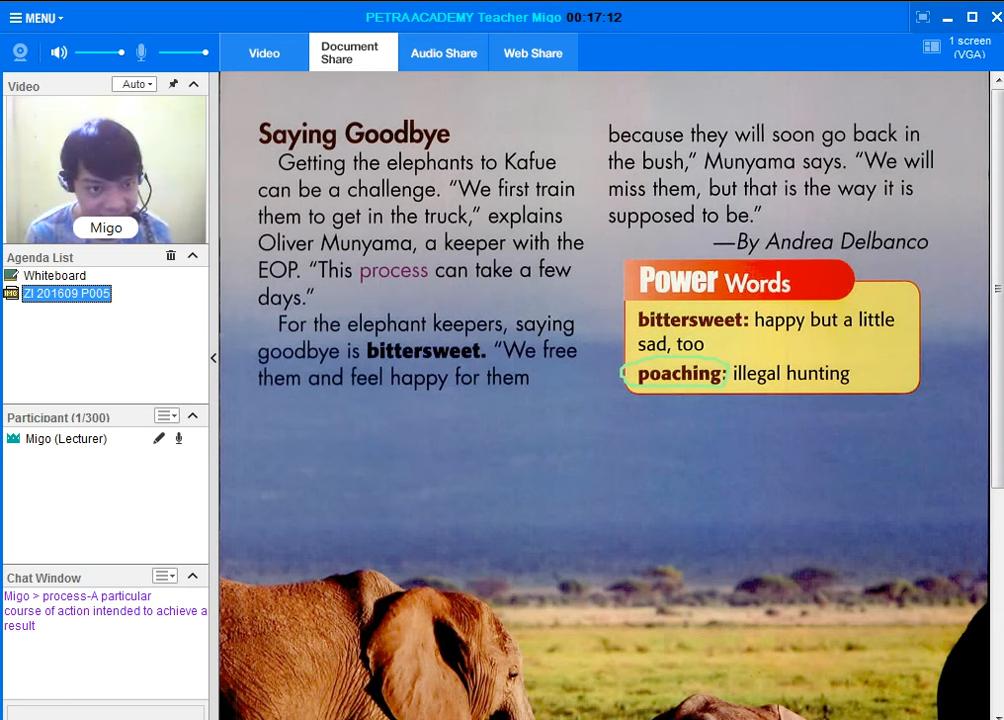 MENU
PETRAACADEMY Teacher Migo 00:17:12
Video
Document
Share
Audio Share
Web Share
1 screen
(VGA)
Video
Auto
Migo
Agenda List
Whiteboard
ZI 201609 P005
Participant (1/300)
Migo (Lecturer)
Chat Window
Migo > process-A particular
course of action intended to achieve a
result
Saying Goodbye
Getting the elephants to Kafue
can be a challenge. “We first train
them to get in the truck,” explains
Oliver Munyama, a keeper with the
EOP. “This process can take a few
days.”
For the elephant keepers, saying
goodbye is bittersweet. “We free
them and feel happy for them
because they will soon go back in
the bush,” Munyama says. “We will
miss them, but that is the way it is
supposed to be.”
—By Andrea Delbanco
Power Words
bittersweet: happy but a little
sad, too
poaching: illegal hunting